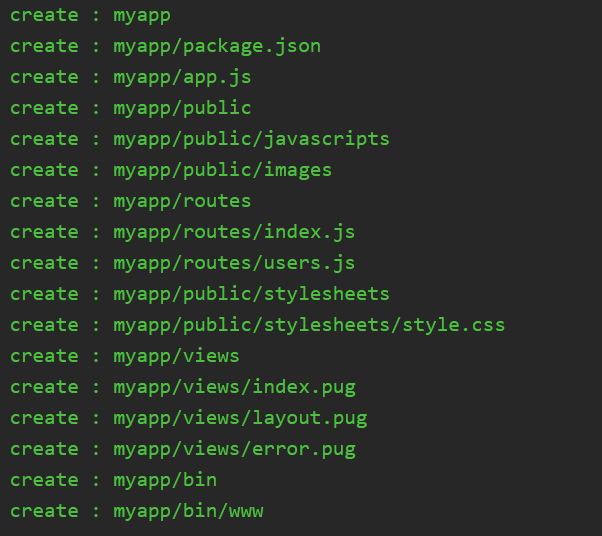 create : myapp
create : myapp/package.json
create : myapp/app.js
create : myapp/public
create : myapp/public/javascripts
create : myapp/public/images
create : myapp/routes
create : myapp/routes/index.js
create : myapp/routes/users.js
create : myapp/public/stylesheets
create : myapp/public/stylesheets/style.css
create : myapp/views
create : myapp/views/index.pug
create : myapp/views/layout.pug
create : myapp/views/error.pug
create : myapp/bin
create : myapp/bin/www